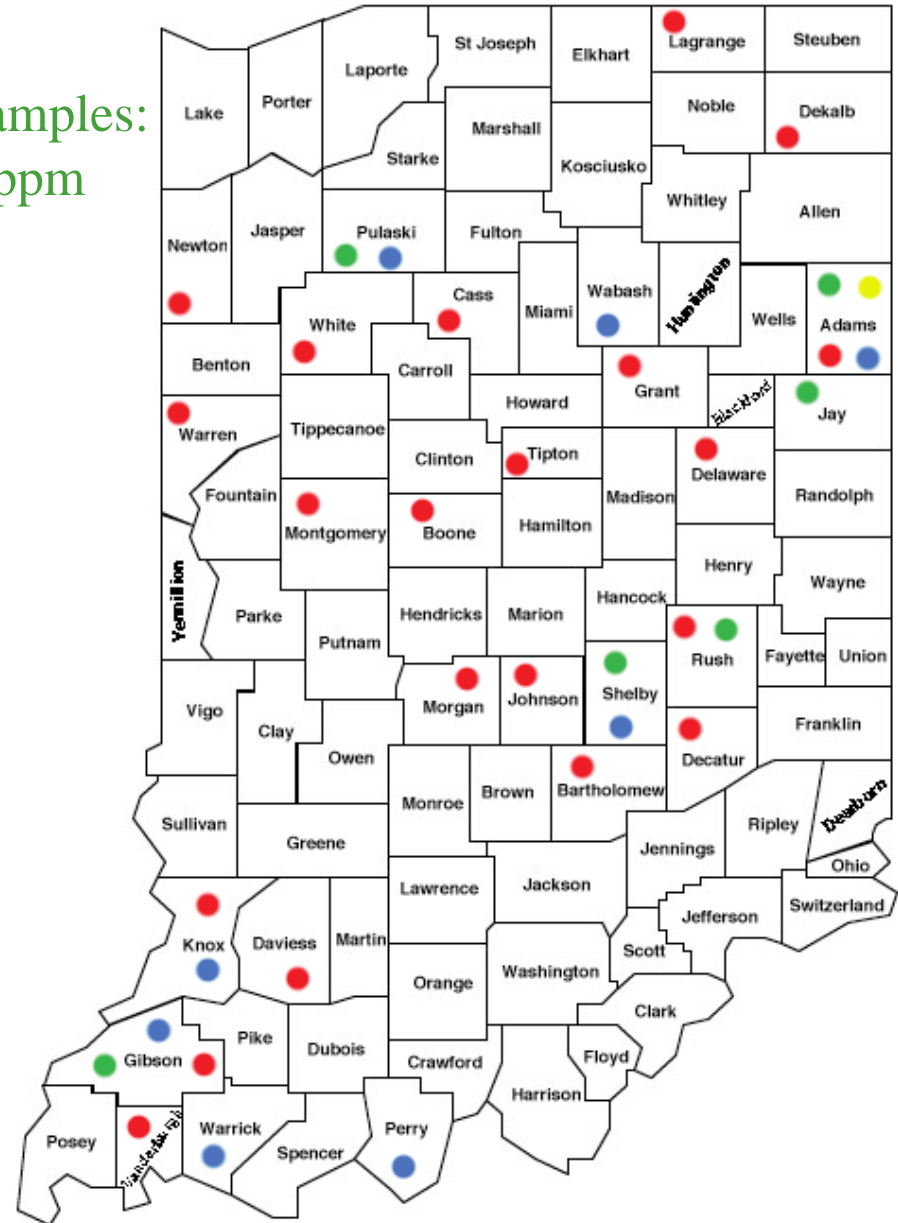 amples:
ppm
St Joseph
Elkhart
Lagrange
Steuben
Laporte
Lake
Porter
Noble
Dekalb
Marshall
Starke
Kosciusko
Whitley
Allen
Newton
Jasper
Pulaski
Fulton
Huntington
Wabash
Cass
Miami
Wells
Adams
White
Benton
Carroll
Grant
Howard
Blackford
Jay
Warren
Tippecanoe
Clinton
Tipton
Delaware
Fountain
Madison
Randolph
Montgomery
Boone
Hamilton
Henry
Wayne
Vermillion
Parke
Hendricks
Marion
Hancock
Putnam
Rush
Fayette
Union
Vigo
Morgan
Johnson
Shelby
Clay
Franklin
Owen
Decatur
Monroe
Brown
Bartholomew
Dearborn
Sullivan
Greene
Jennings
Ripley
Ohio
Lawrence
Jackson
Switzerland
Jefferson
Knox
Daviess
Martin
Scott
Washington
Orange
Clark
Pike
Dubois
Gibson
Crawford
Floyd
Harrison
Posey
Vanderburgh
Warrick
Perry
Spencer